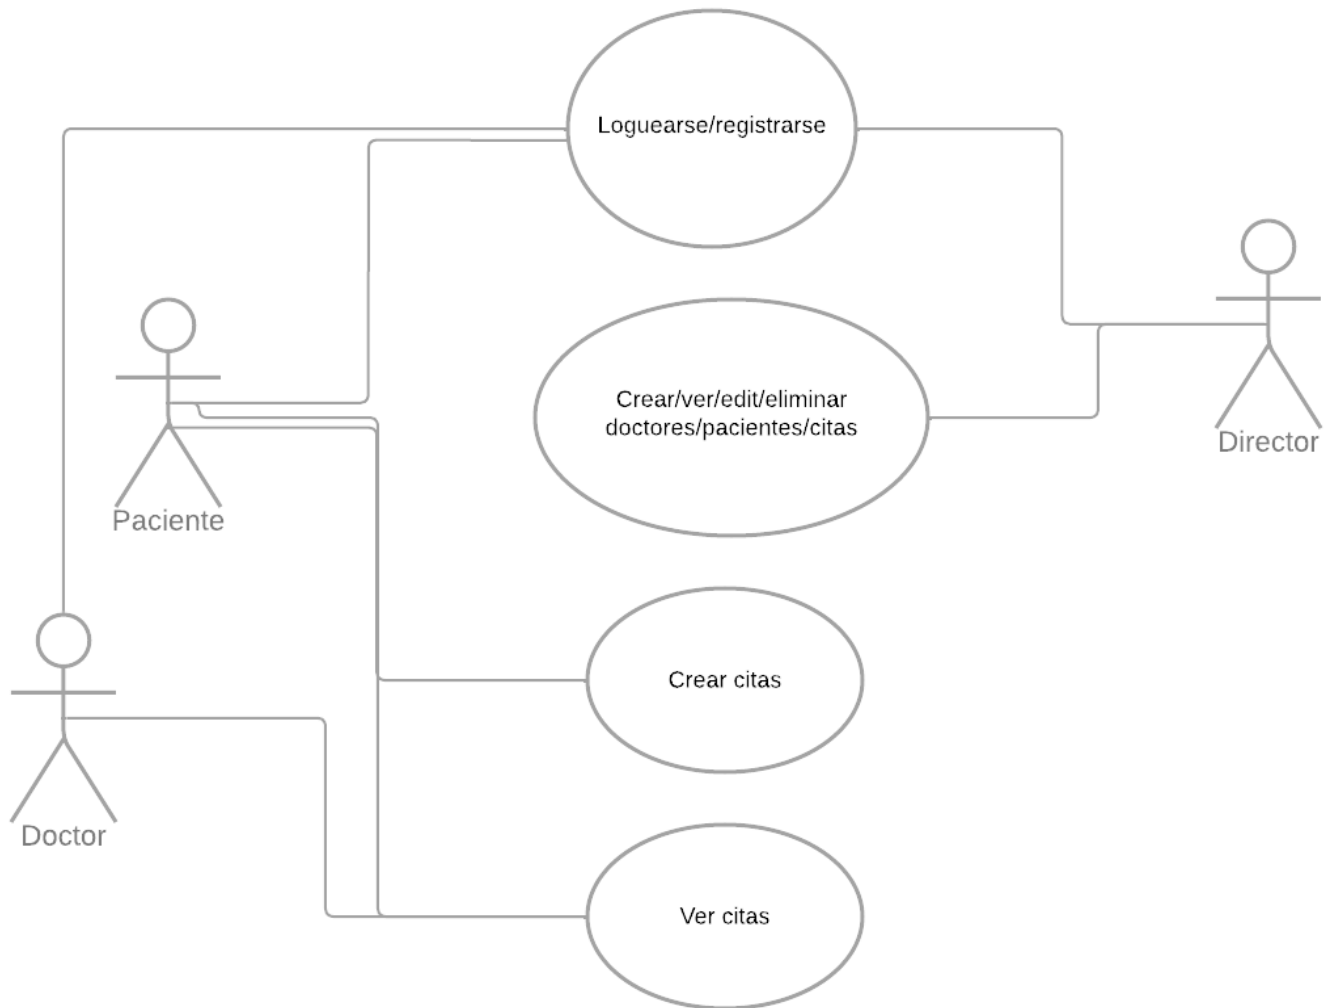 Loguearse/registrarse
Crear/ver/edit/eliminar
doctores/pacientes/citas
Director
Paciente
Crear citas
Doctor
Ver citas